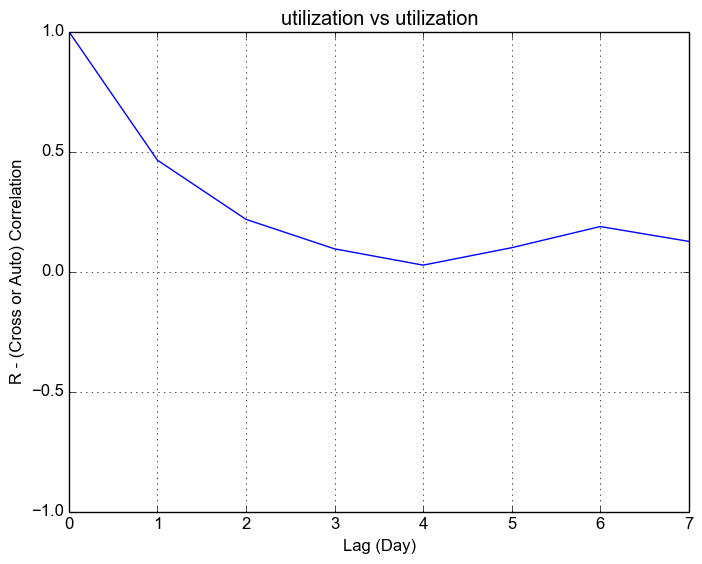 utilization vs utilization
1.0
0.5
0.0
−0.5
−1.0
R - (Cross or Auto) Correlation
0 1 2 3 4 5 6 7
Lag (Day)